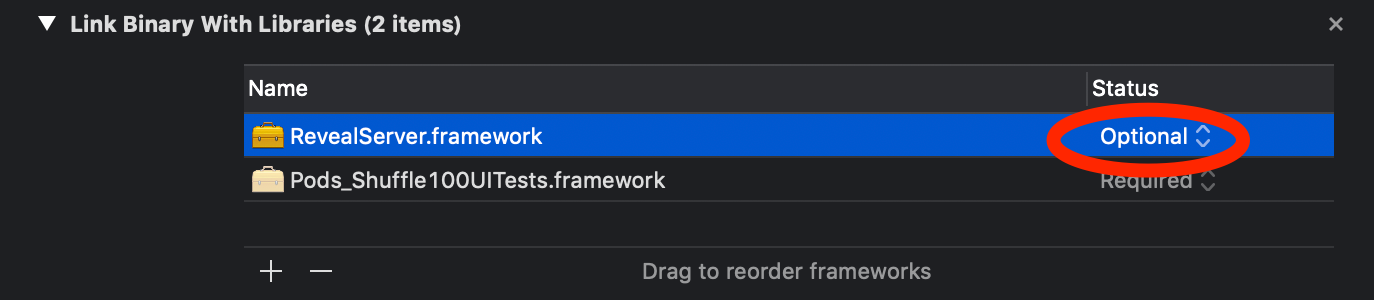 Link Binary With Libraries (2 items)
Name Status
RevealServer.framework Optional
Pods_Shuffle100UITests.framework Required
Drag to reorder frameworks